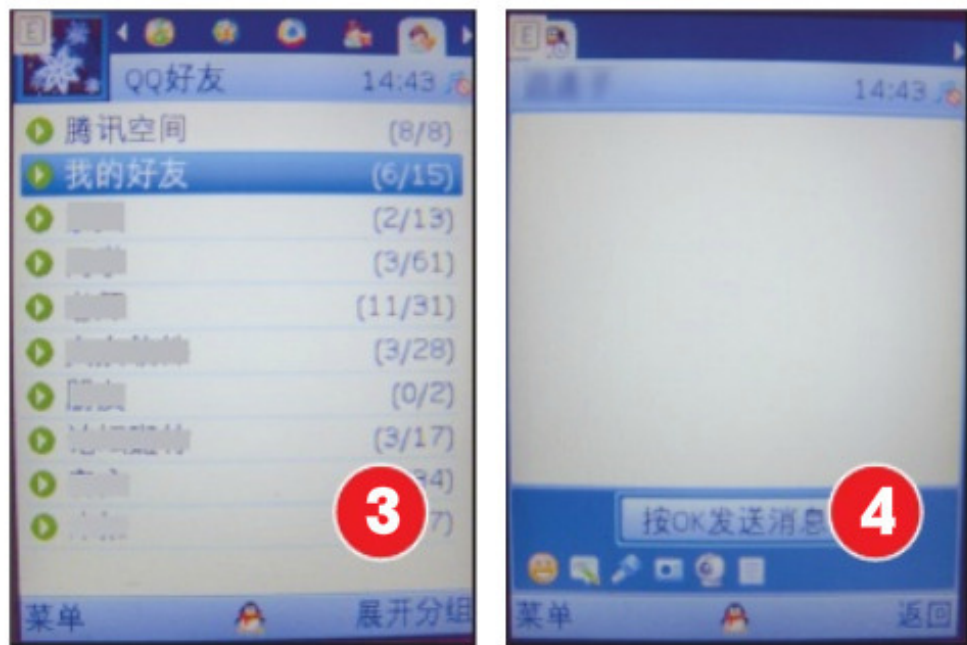 E
QQ好友 14:43
腾讯空间 (8/8)
我的好友 (6/15)
(2/13)
(3/61)
(11/31)
(3/28)
(0/2)
(3/17)
34)
7)
3
菜单 展开分组
E
14:43
按OK发送消息
4
菜单 返回